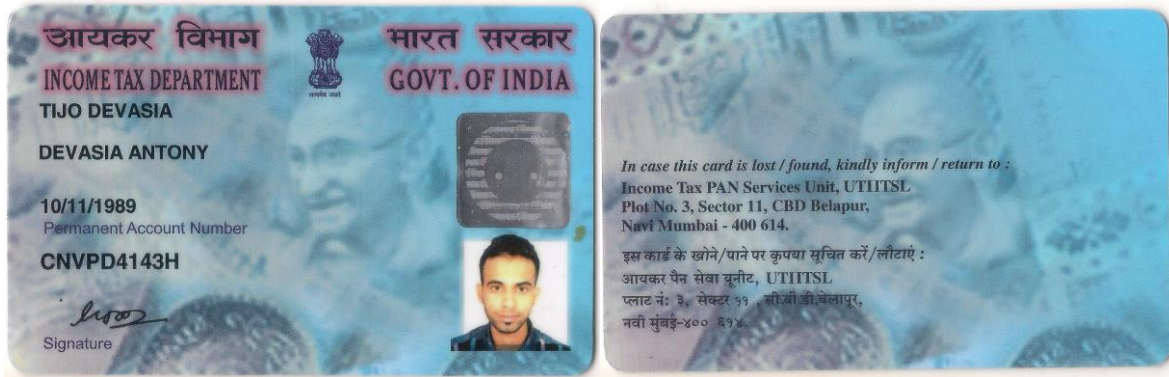 आयकर विभाग
भारत सरकार
INCOME TAX DEPARTMENT
GOVT. OF INDIA
सत्यमेव जयते
TIJO DEVASIA
DEVASIA ANTONY
10/11/1989
Permanent Account Number
CNVPD4143H
Signature
In case this card is lost / found, kindly inform / return to :
Income Tax PAN Services Unit, UTIITSL
Plot No. 3, Sector 11, CBD Belapur,
Navi Mumbai - 400 614.
इस कार्ड के खोने/पाने पर कृपया सूचित करें/लौटाएं :
आयकर पैन सेवा यूनीट, UTIITSL
प्लाट नं: ३, सेक्टर ११ , सी.बी.डी.बेलापूर,
नवी मुंबई-४०० ६१४.